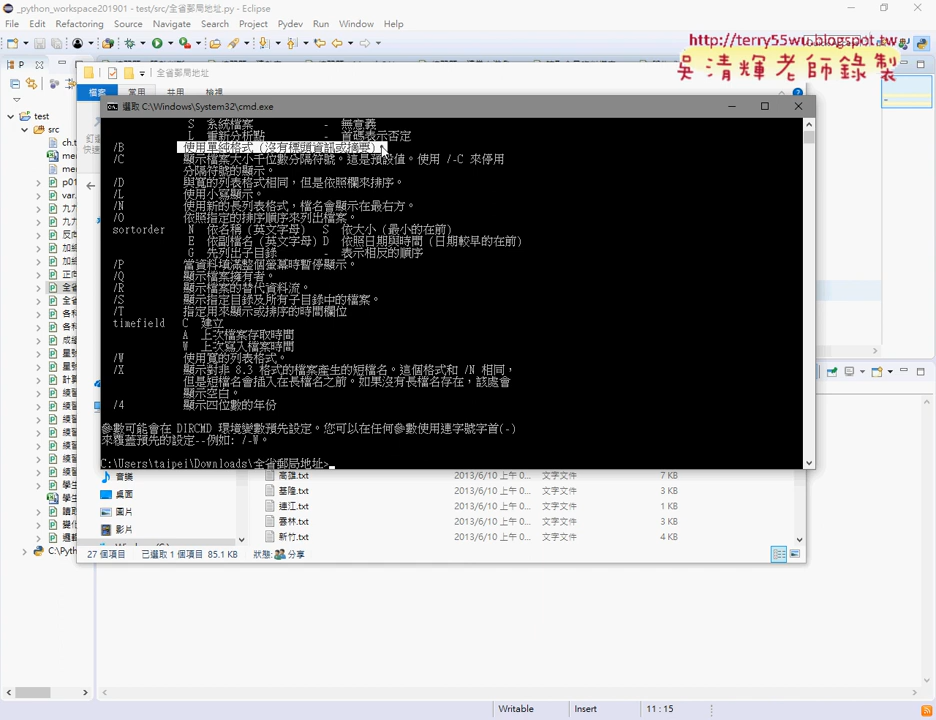 _python_workspace201901 - test/src/全省郵局地址.py - Eclipse
File Edit Refactoring Source Navigate Search Project Pydev Run Window Help
http://terry55wu.blogspot.tw
吳清輝老師錄製
全省郵局地址
檔案 常用 共用 檢視
選取 C:\Windows\System32\cmd.exe
S 系統檔案 - 無意義
L 重新分析點 - 首碼表示否定
/B 使用單純格式 (沒有標頭資訊或摘要)。
/C 顯示檔案大小千位數分隔符號。這是預設值。使用 /-C 來停用
分隔符號的顯示。
/D 與寬的列表格式相同，但是依照欄來排序。
/L 使用小寫顯示。
/N 使用新的長列表格式，檔名會顯示在最右方。
/O 依照指定的排序順序來列出檔案。
sortorder N 依名稱 (英文字母) S 依大小 (最小的在前)
E 依副檔名 (英文字母) D 依照日期與時間 (日期較早的在前)
G 先列出子目錄 - 表示相反的順序
/P 當資料填滿整個螢幕時暫停顯示。
/Q 顯示檔案擁有者。
/R 顯示檔案的替代資料流。
/S 顯示指定目錄及所有子目錄中的檔案。
/T 指定用來顯示或排序的時間欄位
timefield C 建立
A 上次檔案存取時間
W 上次寫入檔案時間
/W 使用寬的列表格式。
/X 顯示對非 8.3 格式的檔案產生的短檔名。這個格式和 /N 相同，
但是短檔名會插入在長檔名之前。如果沒有長檔名存在，該處會
顯示空白。
/4 顯示四位數的年份
參數可能會在 DIRCMD 環境變數預先設定。您可以在任何參數使用連字號字首(-)
來覆蓋預先的設定--例如: /-W。
C:\Users\taipei\Downloads\全省郵局地址>
test
src
音樂
桌面
圖片
影片
高雄.txt 2013/6/10 上午 0... 文字文件 7 KB
基隆.txt 2013/6/10 上午 0... 文字文件 3 KB
連江.txt 2013/6/10 上午 0... 文字文件 1 KB
雲林.txt 2013/6/10 上午 0... 文字文件 3 KB
新竹.txt 2013/6/10 上午 0... 文字文件 4 KB
27 個項目 已選取 1 個項目 85.1 KB 狀態: 分享
Writable Insert 11 : 15